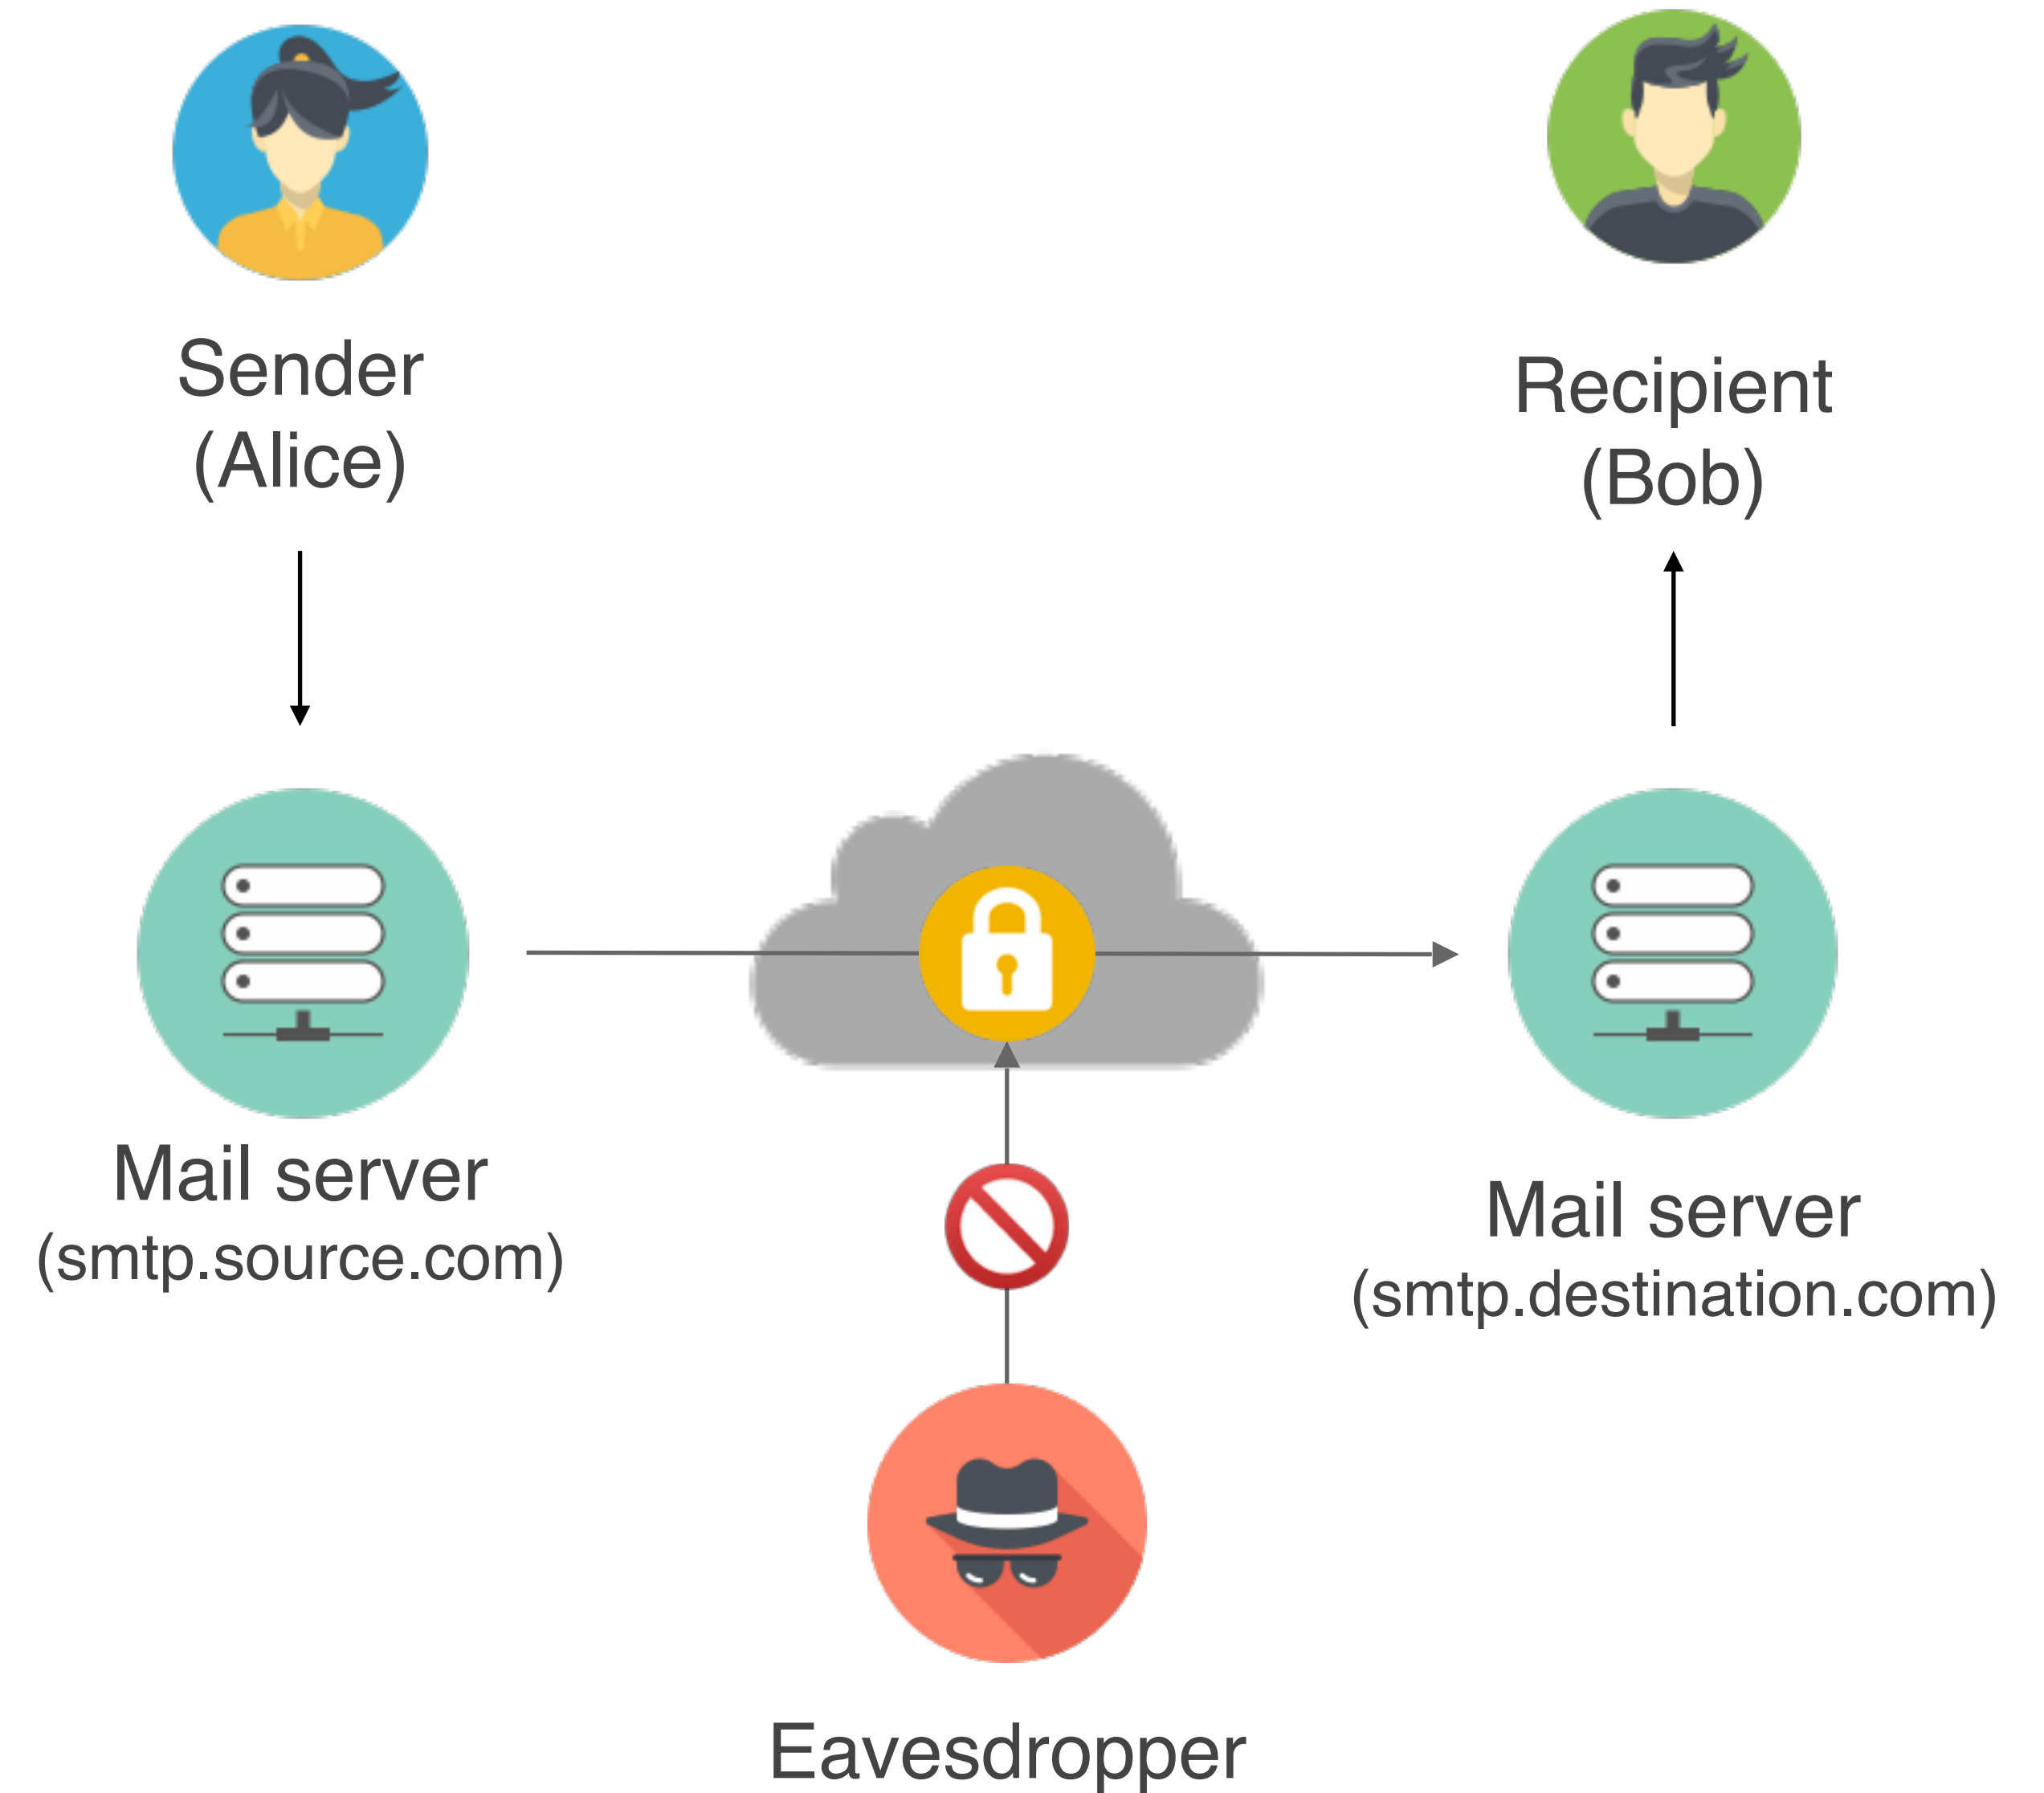 Sender
(Alice)
Recipient
(Bob)
Mail server
(smtp.source.com)
Mail server
(smtp.destination.com)
Eavesdropper